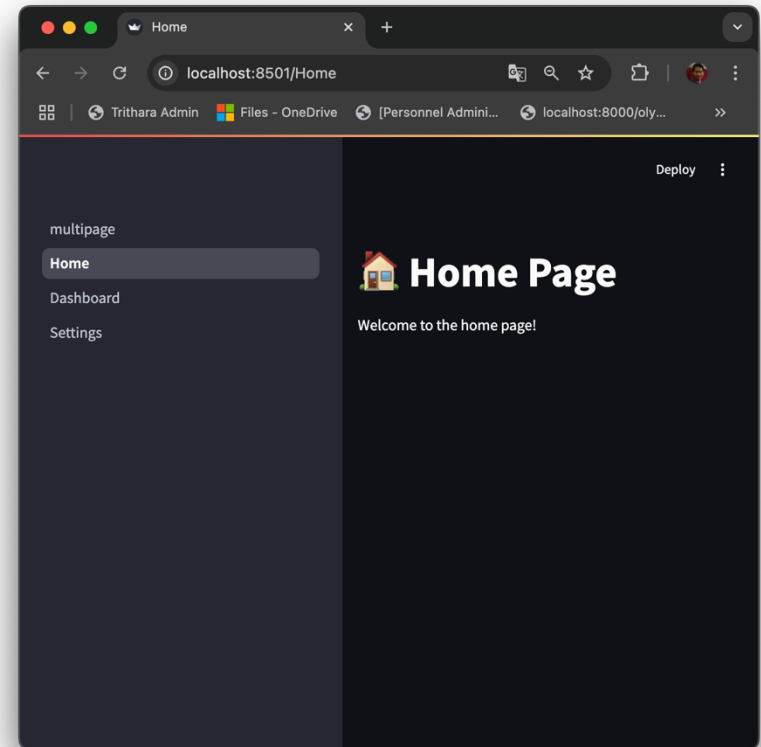 Home
localhost:8501/Home
Trithara Admin
Files - OneDrive
[Personnel Admini...
localhost:8000/oly...
Deploy
multipage
Home
Dashboard
Settings
Home Page
Welcome to the home page!